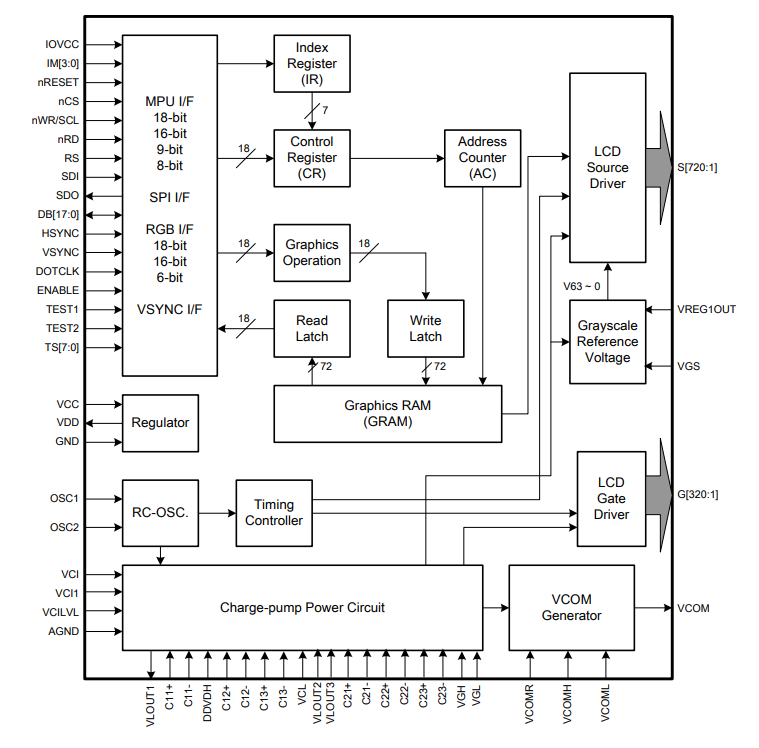 IOVCC
IM[3:0]
nRESET
nCS
nWR/SCL
nRD
RS
SDI
SDO
DB[17:0]
HSYNC
VSYNC
DOTCLK
ENABLE
TEST1
TEST2
TS[7:0]
MPU I/F
18-bit
16-bit
9-bit
8-bit
SPI I/F
RGB I/F
18-bit
16-bit
6-bit
VSYNC I/F
Index
Register
(IR)
7
18
Control
Register
(CR)
Address
Counter
(AC)
18
Graphics
Operation
18
18
Read
Latch
Write
Latch
72
72
Graphics RAM
(GRAM)
LCD
Source
Driver
S[720:1]
V63 ~ 0
Grayscale
Reference
Voltage
VREG1OUT
VGS
VCC
VDD
GND
Regulator
OSC1
OSC2
RC-OSC.
Timing
Controller
LCD
Gate
Driver
G[320:1]
VCI
VCI1
VCILVL
AGND
Charge-pump Power Circuit
VCOM
Generator
VCOM
VLOUT1
C11+
C11-
DDVDH
C12+
C12-
C13+
C13-
VCL
VLOUT2
VLOUT3
C21+
C21-
C22+
C22-
C23+
C23-
VGH
VGL
VCOMR
VCOMH
VCOML